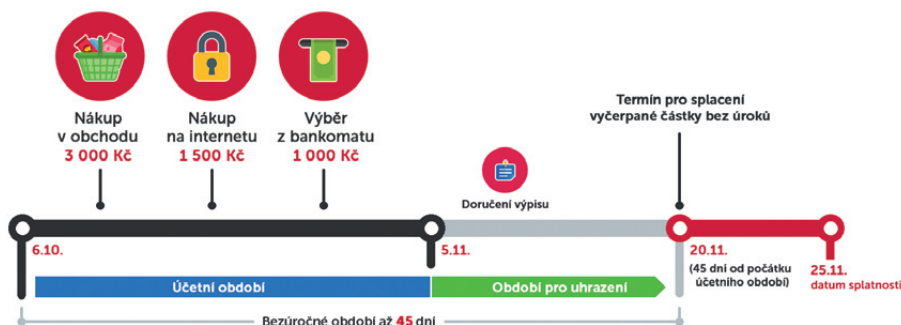 Nákup
v obchodu
3 000 Kč
Nákup
na internetu
1 500 Kč
Výběr
z bankomatu
1 000 Kč
Termín pro splacení
vyčerpané částky bez úroků
Doručení výpisu
6.10.
5.11.
20.11.
(45 dní od počátku
účetního období)
25.11.
datum splatnosti
Účetní období
Období pro uhrazení
Bezúročné období až 45 dní